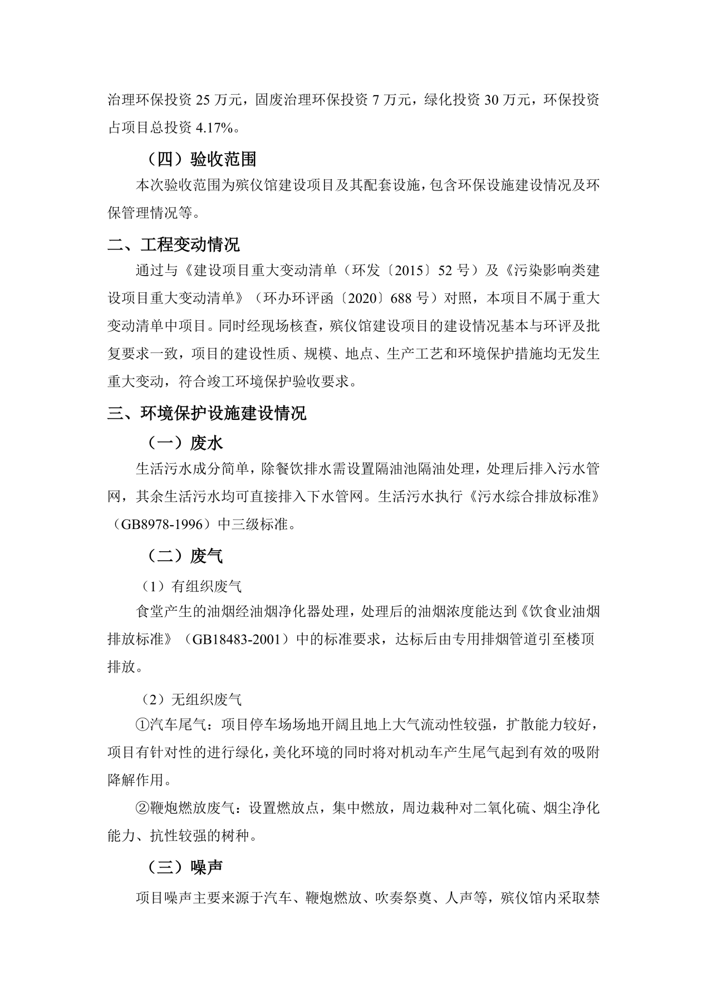 治理环保投资 25 万元，固废治理环保投资 7 万元，绿化投资 30 万元，环保投资
占项目总投资 4.17%。
（四）验收范围
本次验收范围为殡仪馆建设项目及其配套设施，包含环保设施建设情况及环
保管理情况等。
二、工程变动情况
通过与《建设项目重大变动清单（环发〔2015〕52 号）及《污染影响类建
设项目重大变动清单》（环办环评函〔2020〕688 号）对照，本项目不属于重大
变动清单中项目。同时经现场核查，殡仪馆建设项目的建设情况基本与环评及批
复要求一致，项目的建设性质、规模、地点、生产工艺和环境保护措施均无发生
重大变动，符合竣工环境保护验收要求。
三、环境保护设施建设情况
（一）废水
生活污水成分简单，除餐饮排水需设置隔油池隔油处理，处理后排入污水管
网，其余生活污水均可直接排入下水管网。生活污水执行《污水综合排放标准》
（GB8978-1996）中三级标准。
（二）废气
（1）有组织废气
食堂产生的油烟经油烟净化器处理，处理后的油烟浓度能达到《饮食业油烟
排放标准》（GB18483-2001）中的标准要求，达标后由专用排烟管道引至楼顶
排放。
（2）无组织废气
①汽车尾气：项目停车场场地开阔且地上大气流动性较强，扩散能力较好，
项目有针对性的进行绿化，美化环境的同时将对机动车产生尾气起到有效的吸附
降解作用。
②鞭炮燃放废气：设置燃放点，集中燃放，周边栽种对二氧化硫、烟尘净化
能力、抗性较强的树种。
（三）噪声
项目噪声主要来源于汽车、鞭炮燃放、吹奏祭奠、人声等，殡仪馆内采取禁